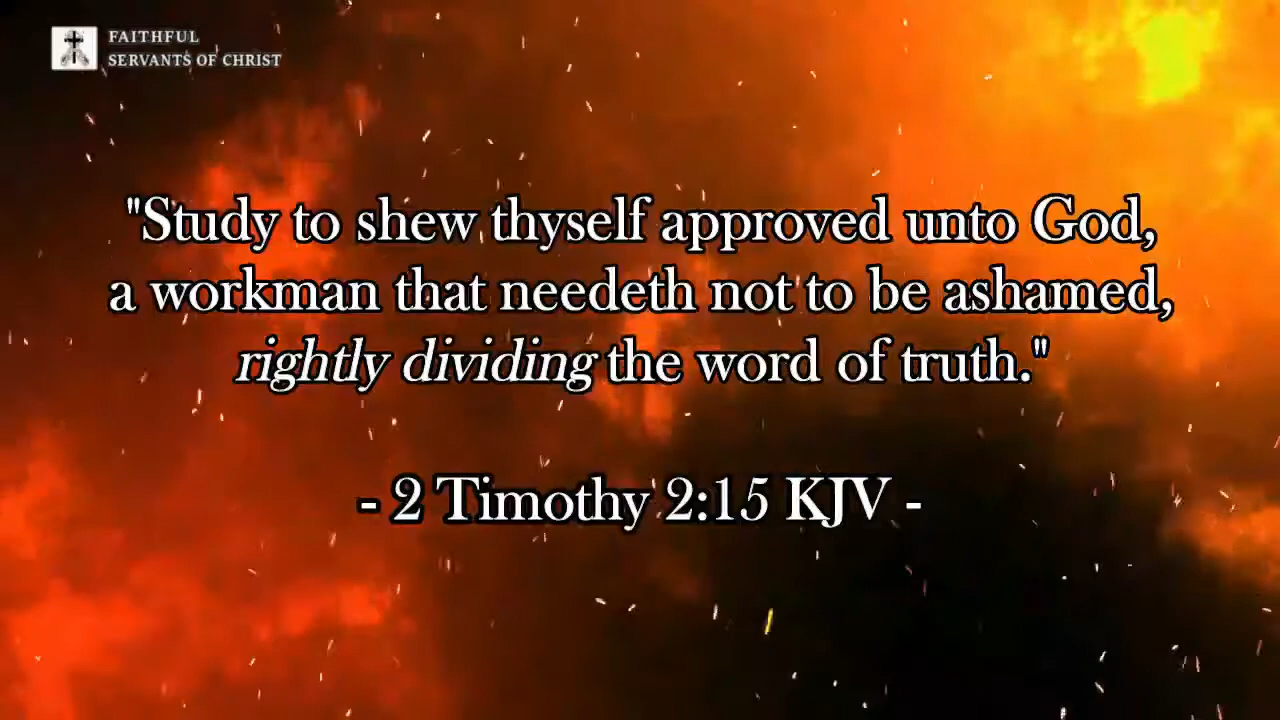 FAITHFUL
SERVANTS OF CHRIST
"Study to shew thyself approved unto God,
a workman that needeth not to be ashamed,
rightly dividing the word of truth."
- 2 Timothy 2:15 KJV -